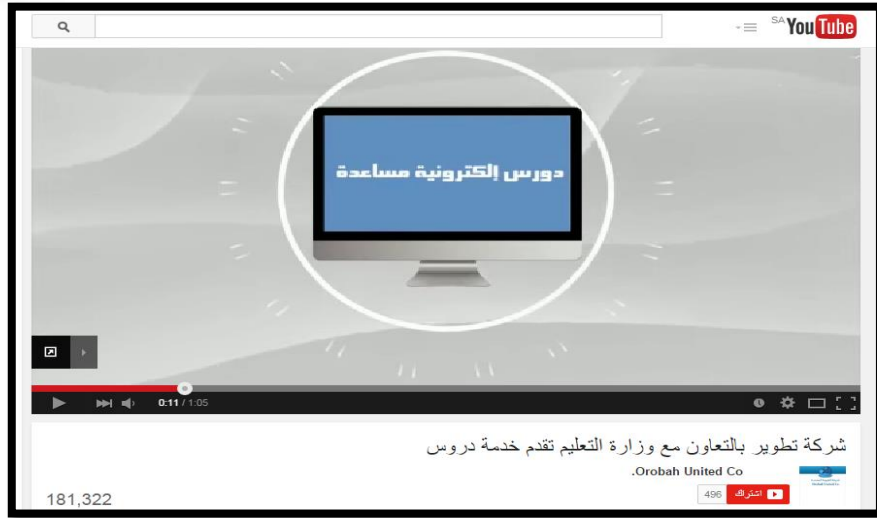 SA YouTube
دورس إلكترونية مساعدة
0:11 / 1:05
شركة تطوير بالتعاون مع وزارة التعليم تقدم خدمة دروس
Orobah United Co.
اشتراك 496
181,322